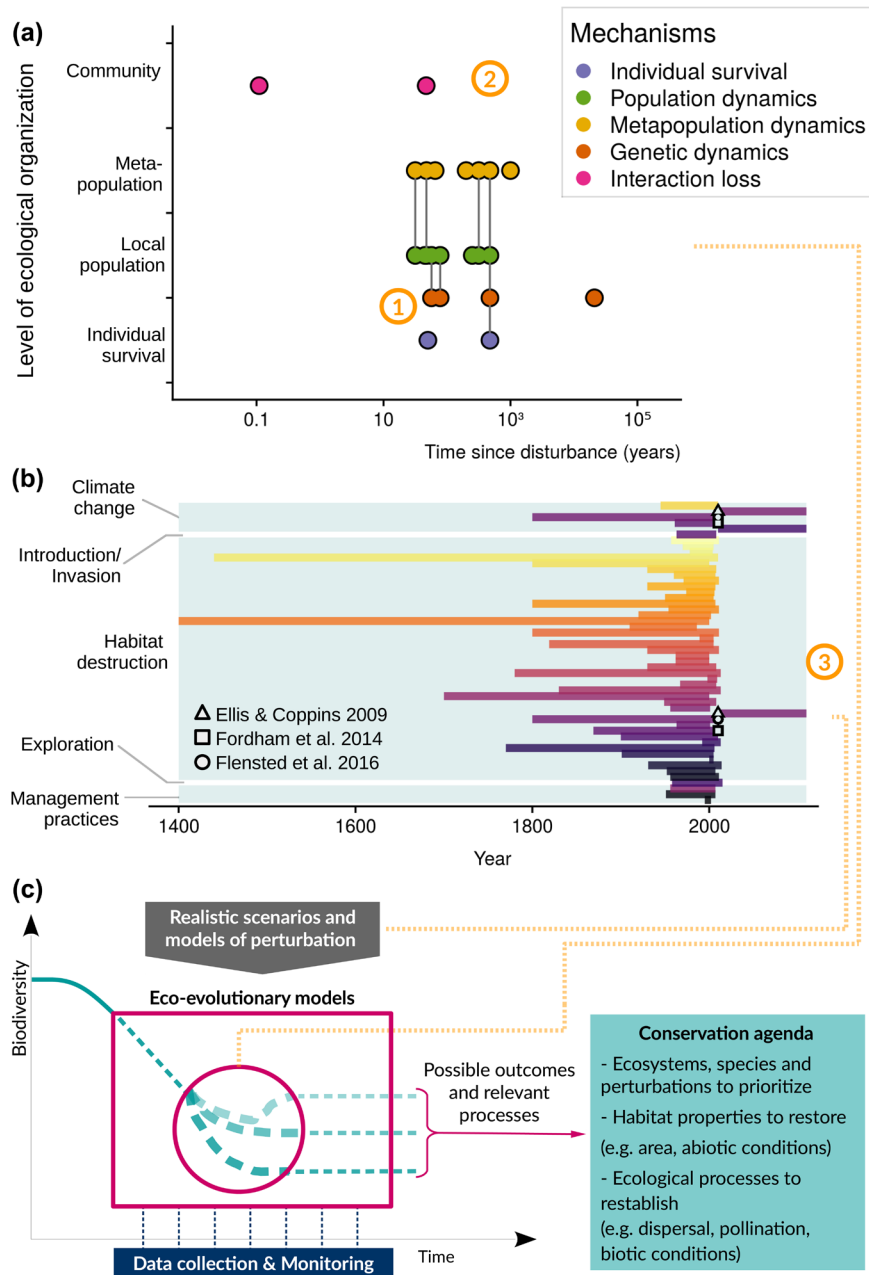 (a)
Level of ecological organization
Community
Meta-
population
Local
population
Individual
survival
1
2
Mechanisms
Individual survival
Population dynamics
Metapopulation dynamics
Genetic dynamics
Interaction loss
0.1
10
10³
10⁵
Time since disturbance (years)
(b)
Climate
change
Introduction/
Invasion
Habitat
destruction
Exploration
Management
practices
3
Ellis & Coppins 2009
Fordham et al. 2014
Flensted et al. 2016
1400
1600
1800
2000
Year
(c)
Biodiversity
Realistic scenarios and
models of perturbation
Eco-evolutionary models
Possible outcomes
and relevant
processes
Data collection & Monitoring
Time
Conservation agenda
- Ecosystems, species and
perturbations to prioritize
- Habitat properties to restore
(e.g. area, abiotic conditions)
- Ecological processes to
restablish
(e.g. dispersal, pollination,
biotic conditions)